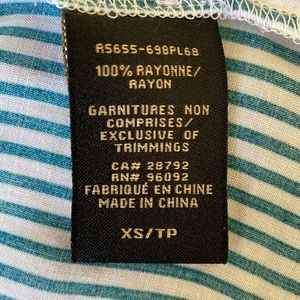 R5655-698PL68
100% RAYONNE/
RAYON
GARNITURES NON
COMPRISES/
EXCLUSIVE OF
TRIMMINGS
CA# 28792
RN# 96092
FABRIQUÉ EN CHINE
MADE IN CHINA
XS/TP